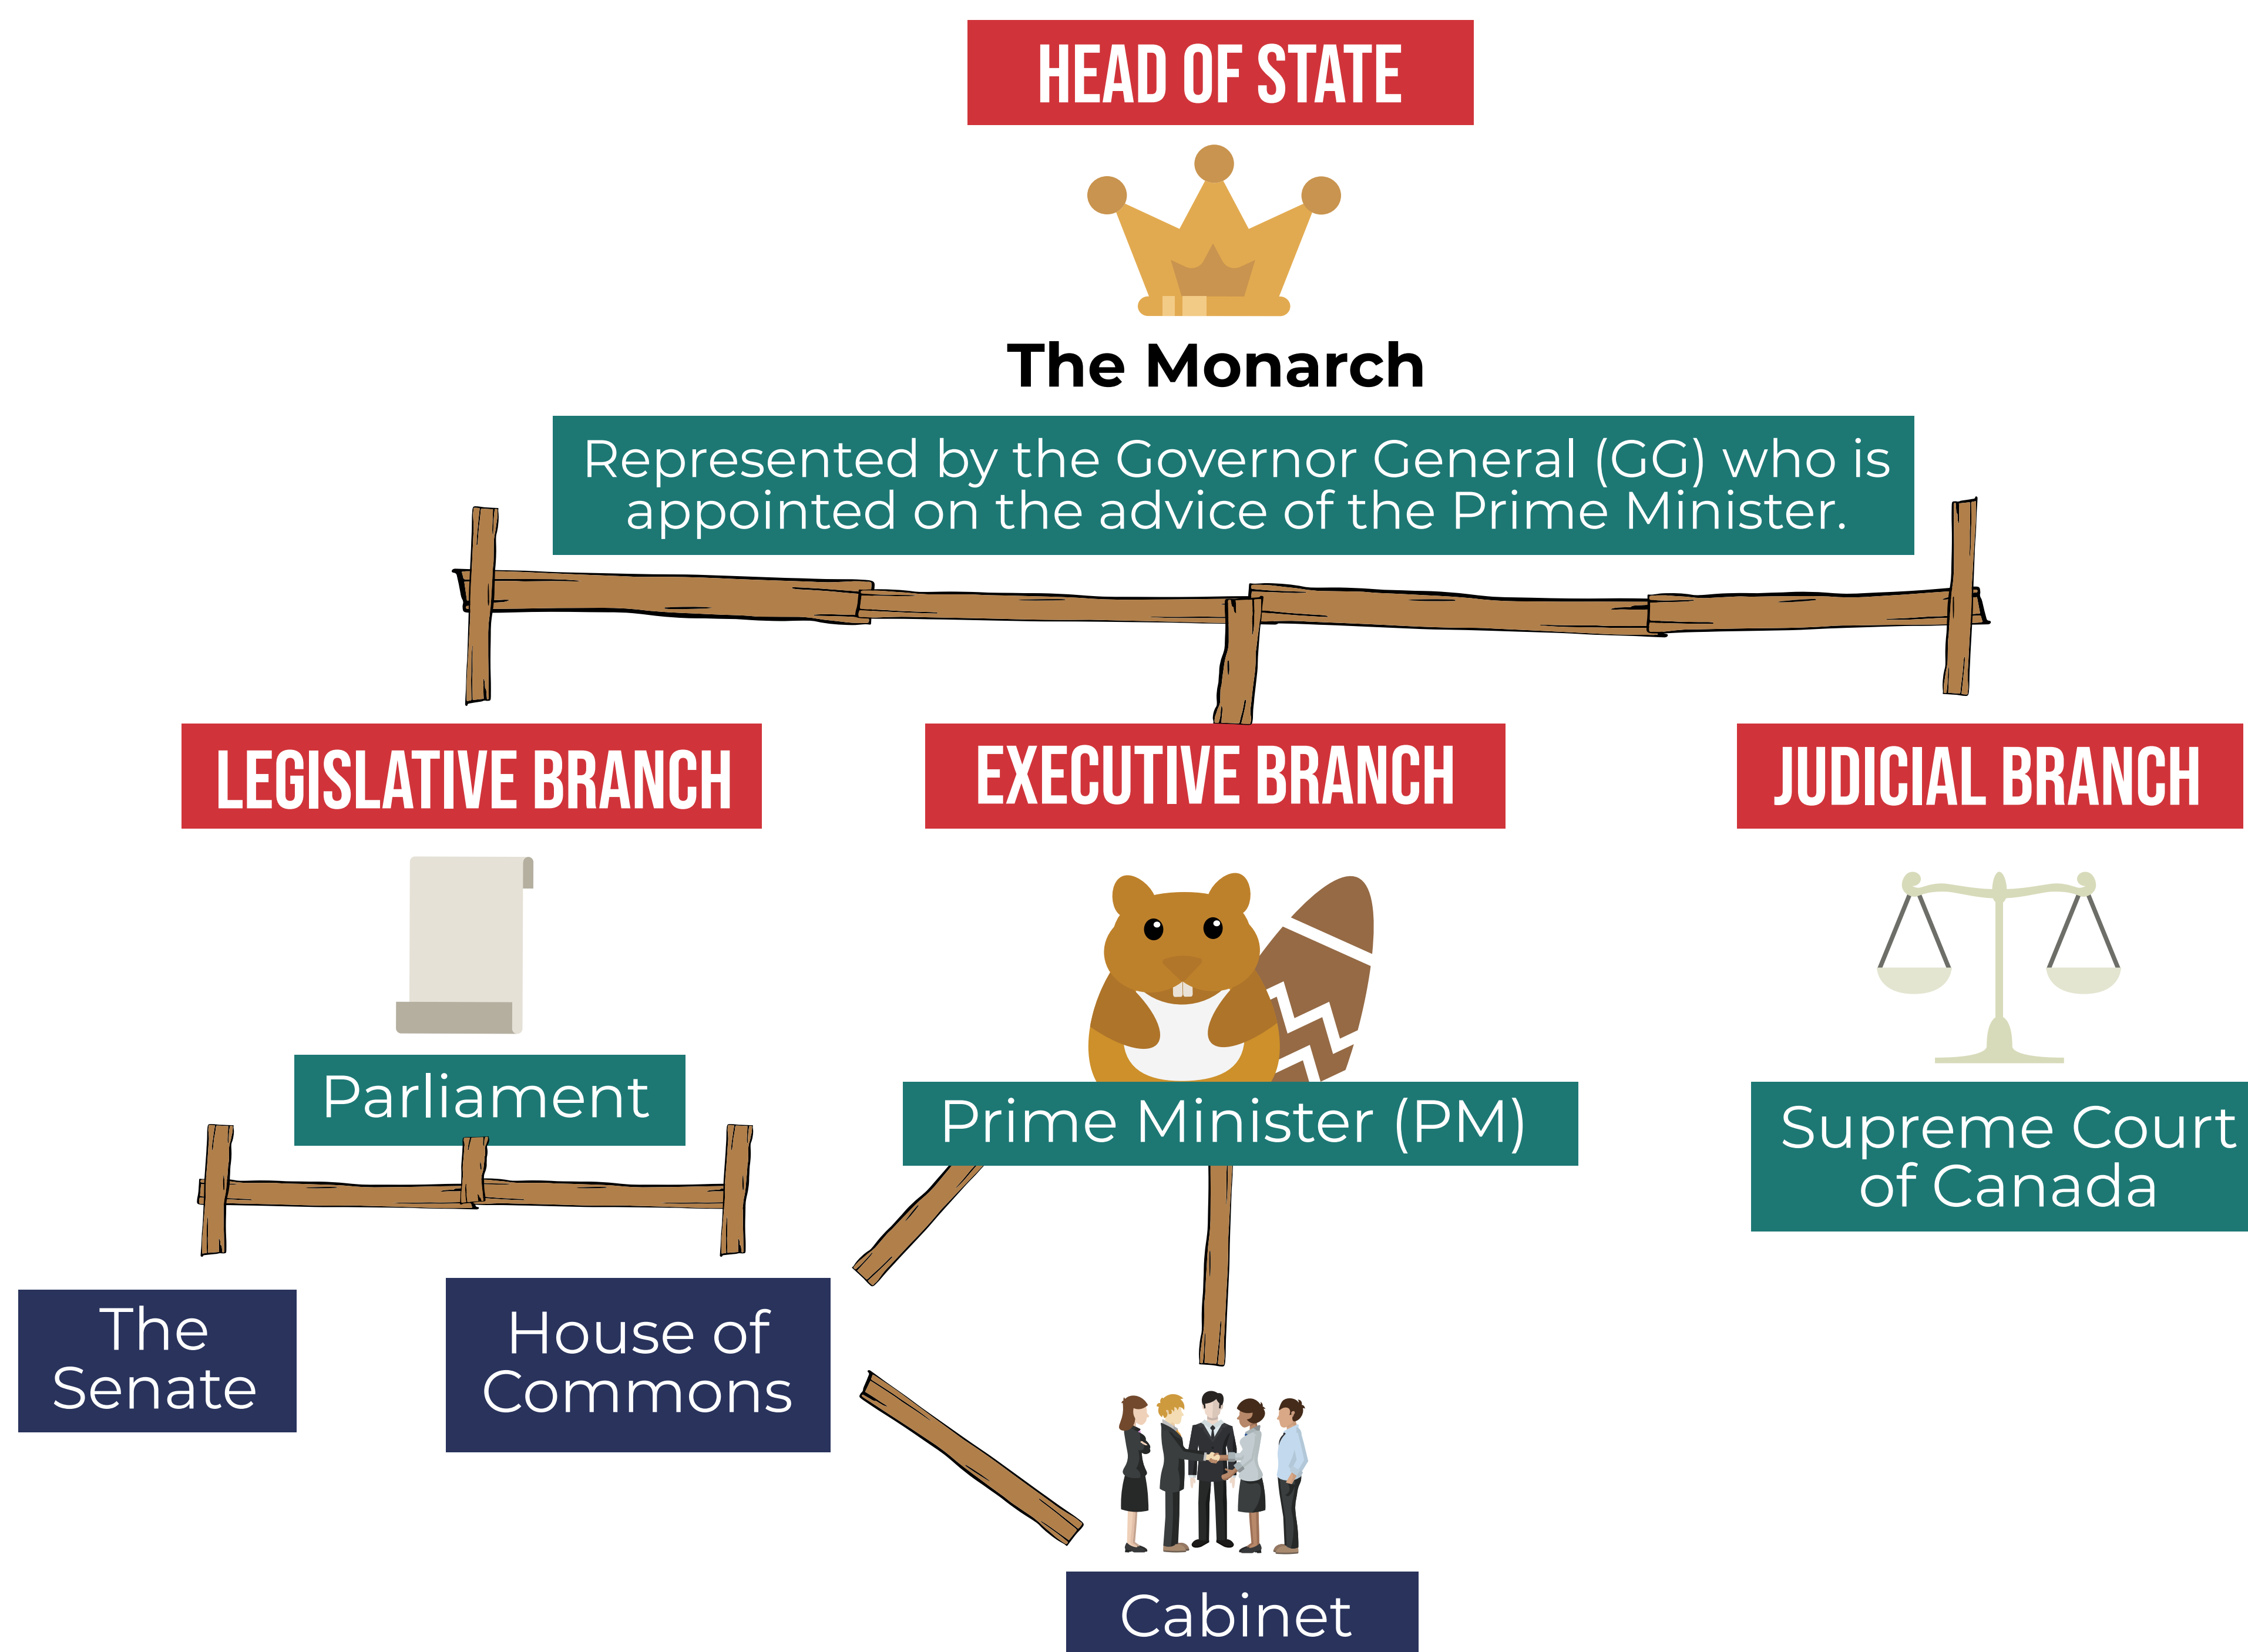 HEAD OF STATE
The Monarch
Represented by the Governor General (GG) who is
appointed on the advice of the Prime Minister.
LEGISLATIVE BRANCH
EXECUTIVE BRANCH
JUDICIAL BRANCH
Parliament
Prime Minister (PM)
Supreme Court
of Canada
The
Senate
House of
Commons
Cabinet